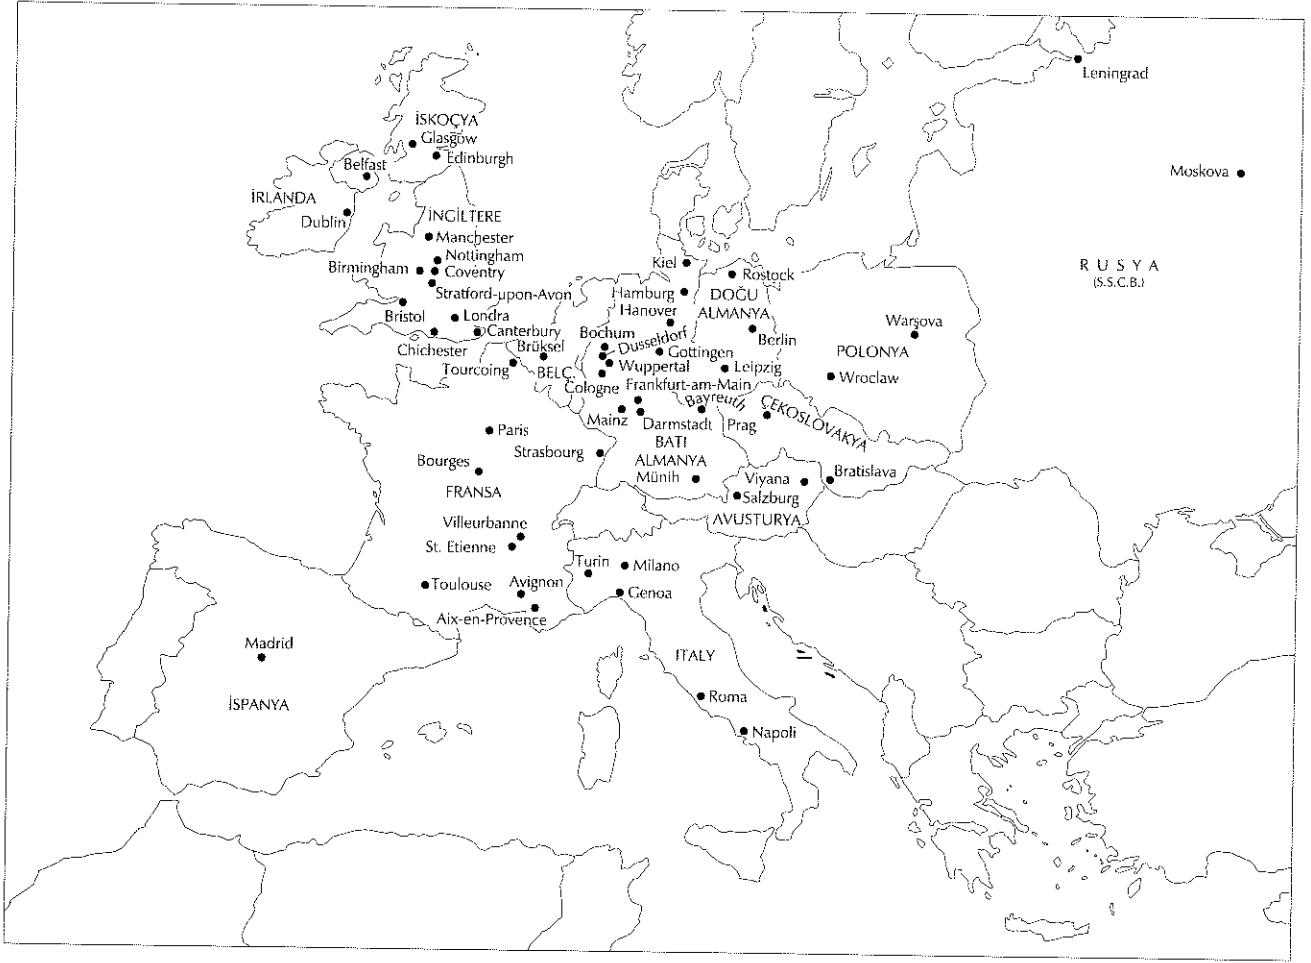 Leningrad
Moskova
İSKOÇYA
Glasgow
Edinburgh
Belfast
İRLANDA
Dublin
İNGİLTERE
Manchester
Nottingham
Birmingham
Coventry
Stratford-upon-Avon
Bristol
Londra
Canterbury
Chichester
RUSYA
(S.S.C.B.)
Kiel
Rostock
Hamburg
DOĞU
ALMANYA
Hanover
Berlin
Warşova
POLONYA
Wroclaw
Bochum
Dusseldorf
Gottingen
Wuppertal
Leipzig
Brüksel
Tourcoing
BELÇ.
Cologne
Frankfurt-am-Main
Bayreuth
ÇEKOSLOVAKYA
Mainz
Darmstadt
Prag
BATI
ALMANYA
Münih
Paris
Strasbourg
Bourges
FRANSA
Viyana
Bratislava
Salzburg
AVUSTURYA
Villeurbanne
St. Etienne
Turin
Milano
Toulouse
Avignon
Genoa
Aix-en-Provence
Madrid
İSPANYA
ITALY
Roma
Napoli